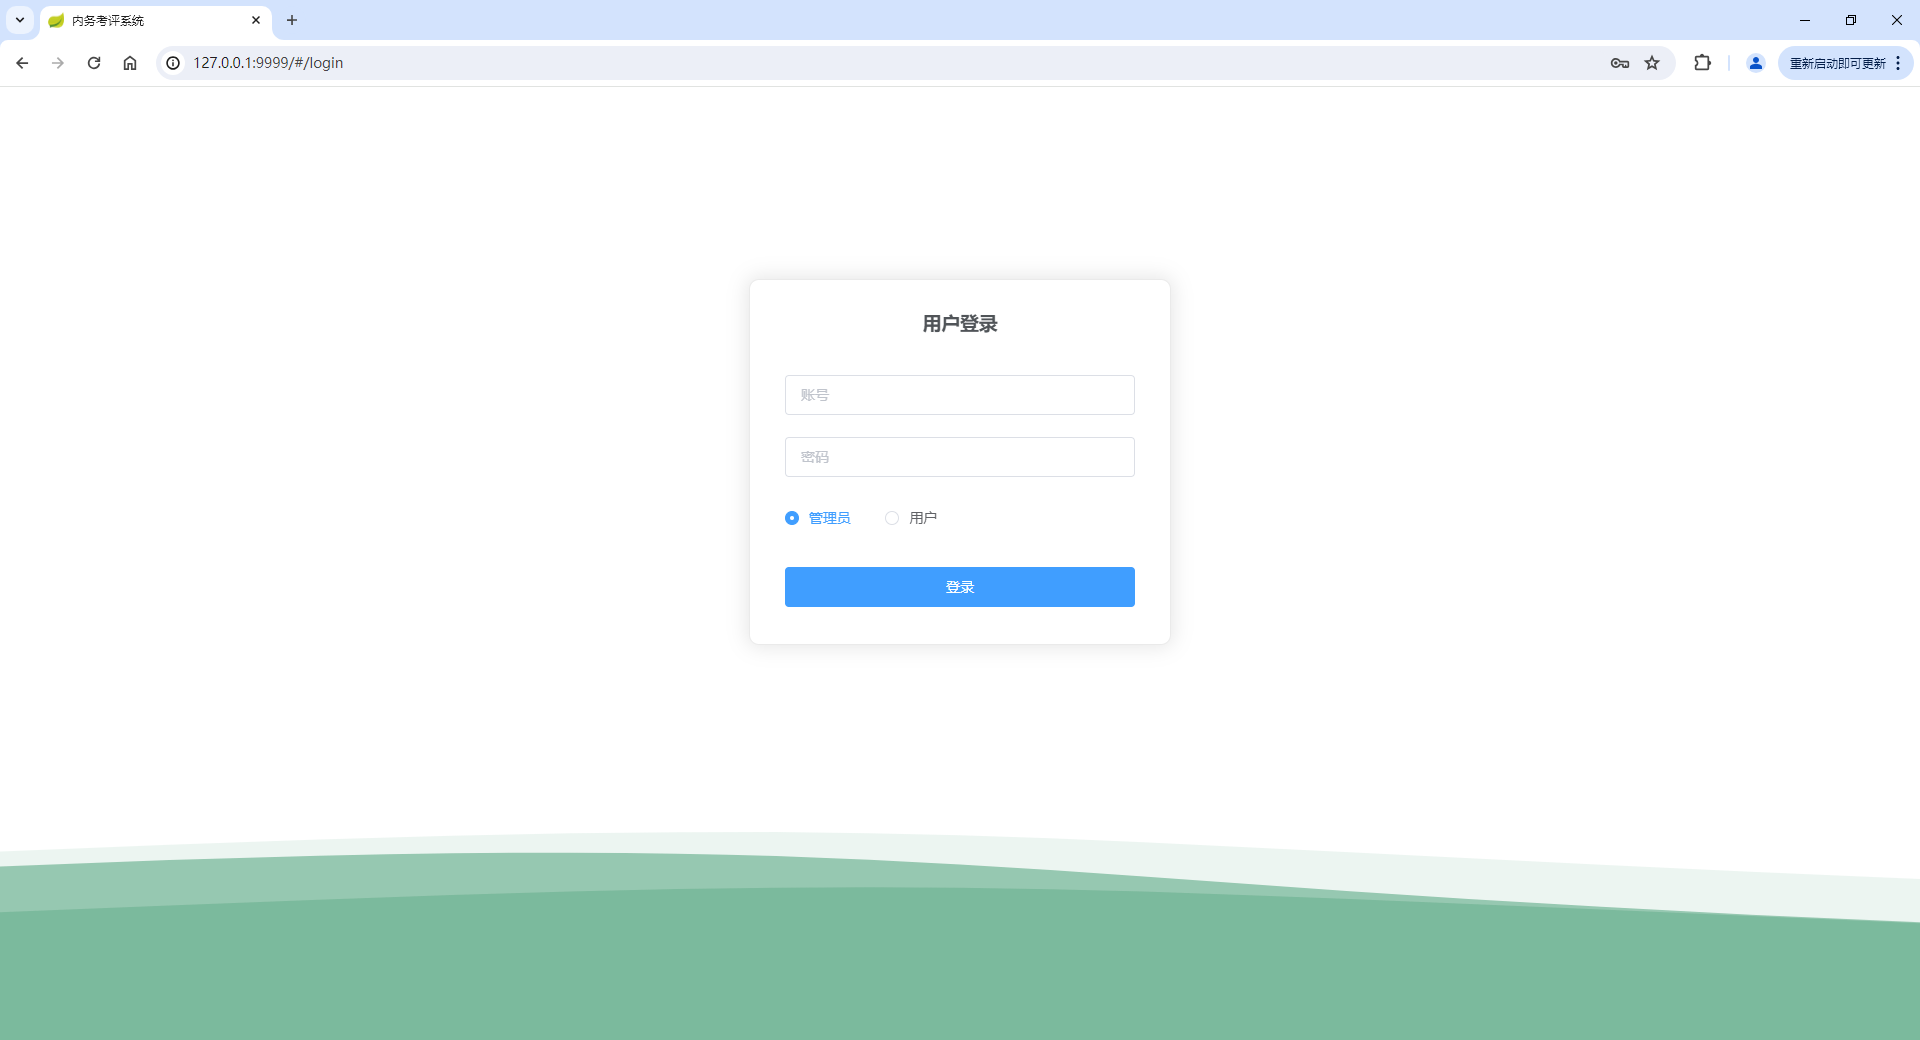 内务考评系统
127.0.0.1:9999/#/login
重新启动即可更新
用户登录
账号
密码
管理员 用户
登录